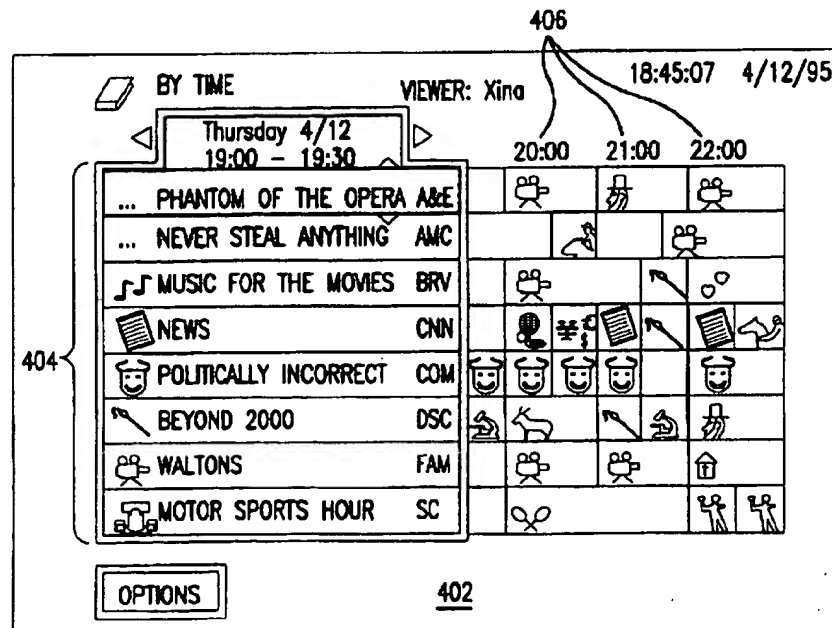 406
BY TIME VIEWER: Xina 18:45:07 4/12/95
Thursday 4/12
19:00 - 19:30
20:00 21:00 22:00
... PHANTOM OF THE OPERA A&E
... NEVER STEAL ANYTHING AMC
MUSIC FOR THE MOVIES BRV
NEWS CNN
404
POLITICALLY INCORRECT COM
BEYOND 2000 DSC
WALTONS FAM
MOTOR SPORTS HOUR SC
OPTIONS
402